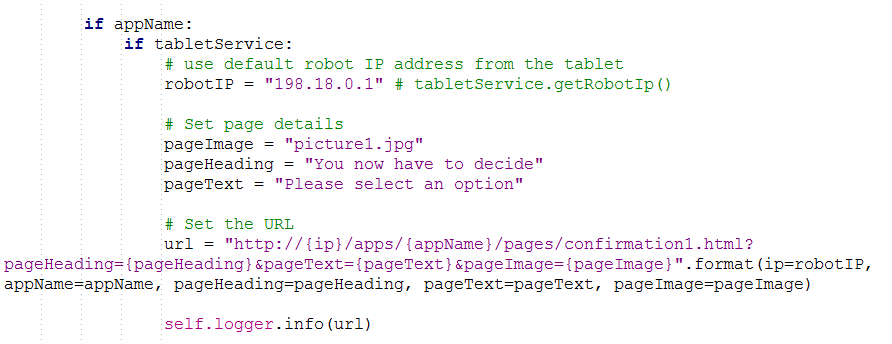 if appName:
if tabletService:
# use default robot IP address from the tablet
robotIP = "198.18.0.1" # tabletService.getRobotIp()
# Set page details
pageImage = "picture1.jpg"
pageHeading = "You now have to decide"
pageText = "Please select an option"
# Set the URL
url = "http://{ip}/apps/{appName}/pages/confirmation1.html?
pageHeading={pageHeading}&pageText={pageText}&pageImage={pageImage}".format(ip=robotIP,
appName=appName, pageHeading=pageHeading, pageText=pageText, pageImage=pageImage)
self.logger.info(url)